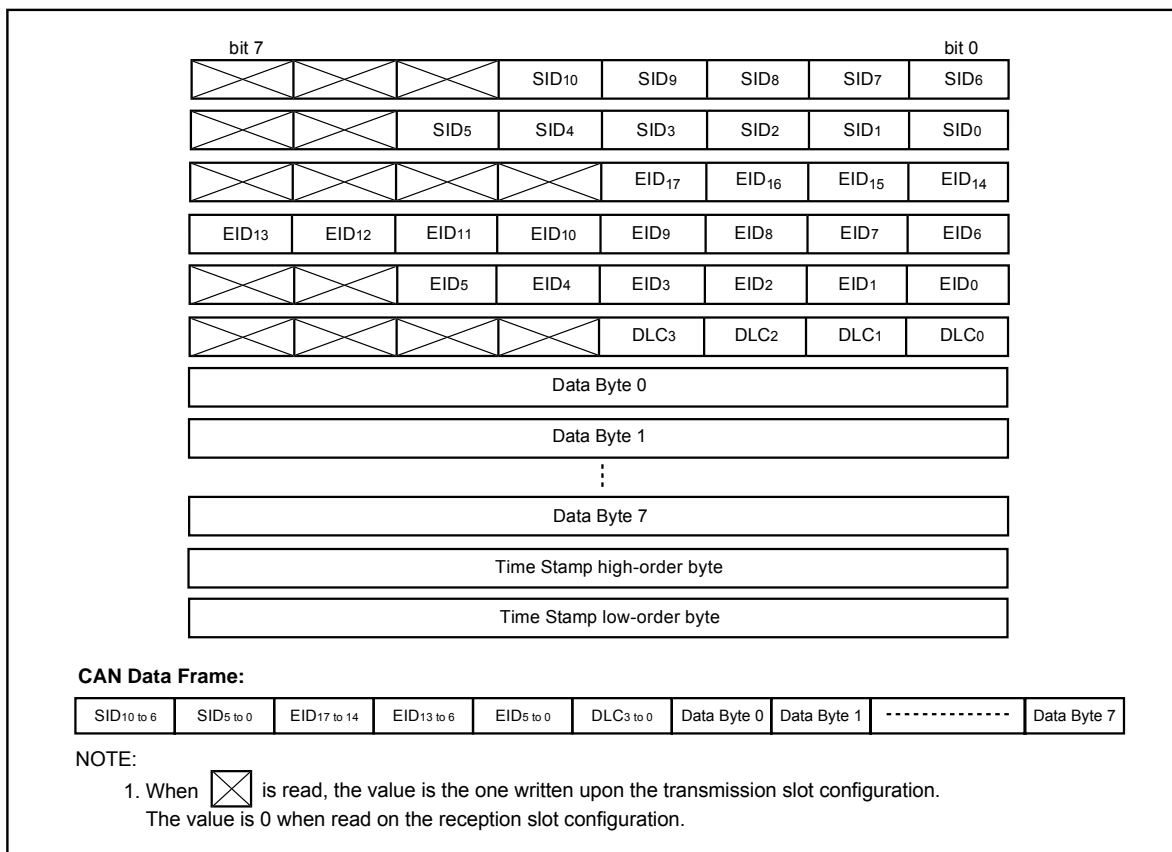 bit 7 bit 0
SID10 SID9 SID8 SID7 SID6
SID5 SID4 SID3 SID2 SID1 SID0
EID17 EID16 EID15 EID14
EID13 EID12 EID11 EID10 EID9 EID8 EID7 EID6
EID5 EID4 EID3 EID2 EID1 EID0
DLC3 DLC2 DLC1 DLC0
Data Byte 0
Data Byte 1
Data Byte 7
Time Stamp high-order byte
Time Stamp low-order byte
CAN Data Frame:
SID10 to 6 SID5 to 0 EID17 to 14 EID13 to 6 EID5 to 0 DLC3 to 0 Data Byte 0 Data Byte 1 Data Byte 7
NOTE:
1. When is read, the value is the one written upon the transmission slot configuration.
The value is 0 when read on the reception slot configuration.